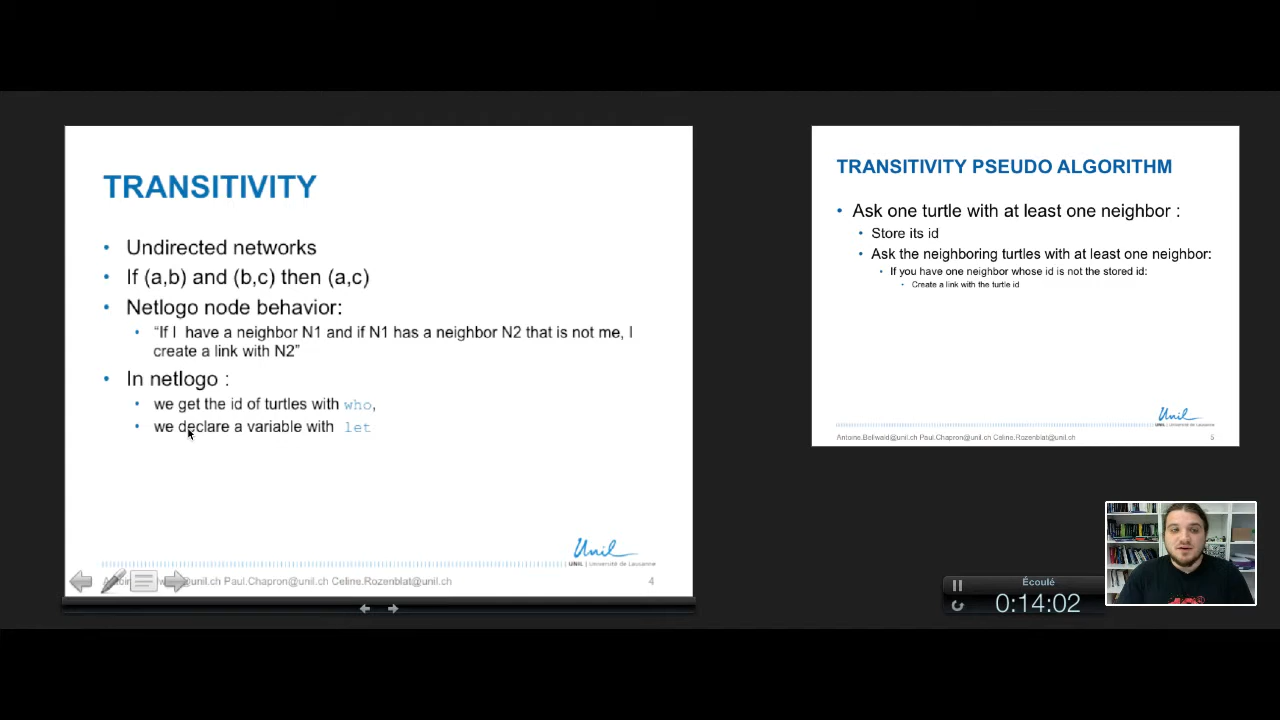 TRANSITIVITY
• Undirected networks
• If (a,b) and (b,c) then (a,c)
• Netlogo node behavior:
• “If I have a neighbor N1 and if N1 has a neighbor N2 that is not me, I
create a link with N2”
• In netlogo :
• we get the id of turtles with who,
• we declare a variable with let
Unil
UNIL | Université de Lausanne
unil.ch Paul.Chapron@unil.ch Celine.Rozenblat@unil.ch
4
TRANSITIVITY PSEUDO ALGORITHM
• Ask one turtle with at least one neighbor :
• Store its id
• Ask the neighboring turtles with at least one neighbor:
• If you have one neighbor whose id is not the stored id:
• Create a link with the turtle id
Unil
UNIL | Université de Lausanne
Antoine.Bellwald@unil.ch Paul.Chapron@unil.ch Celine.Rozenblat@unil.ch
5
Écoulé
0:14:02